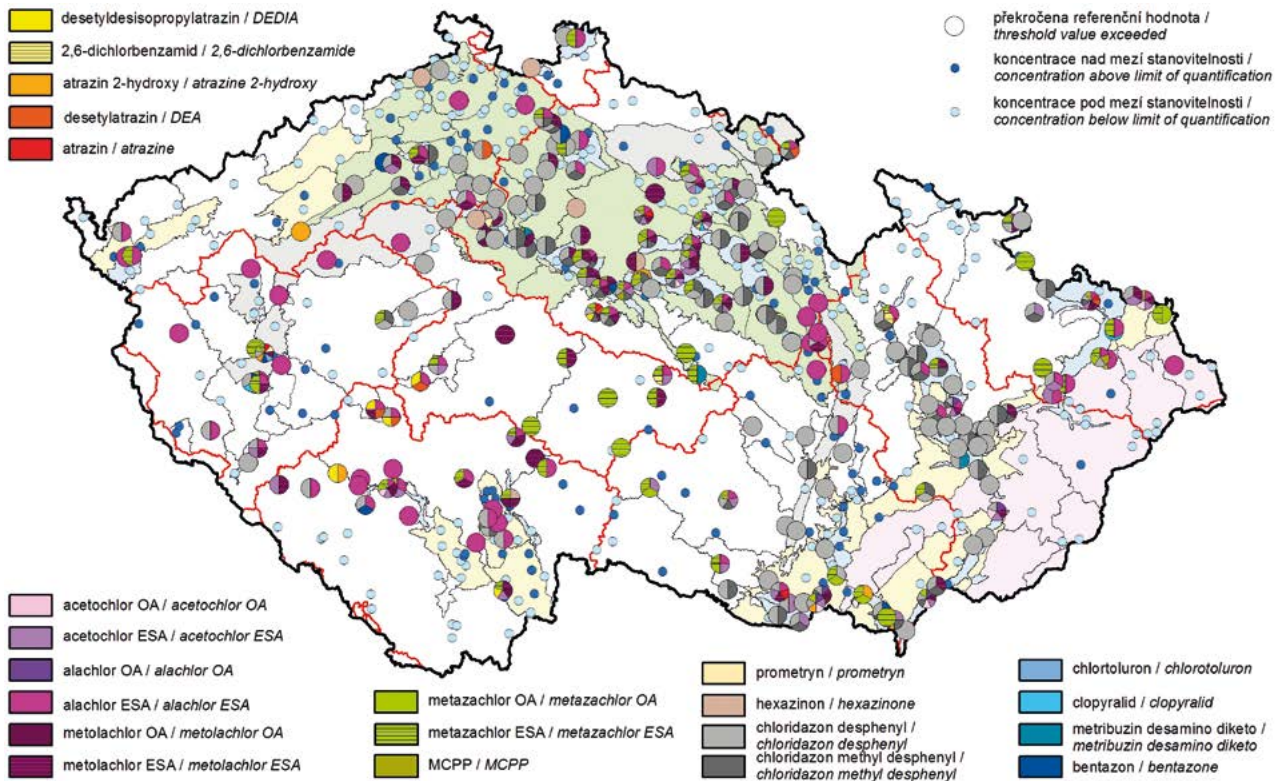 desetyldesisopropylatrazin / DEDIA
2,6-dichlorbenzamid / 2,6-dichlorbenzamide
atrazin 2-hydroxy / atrazine 2-hydroxy
desetylatrazin / DEA
atrazin / atrazine
překročena referenční hodnota /
threshold value exceeded
koncentrace nad mezí stanovitelnosti /
concentration above limit of quantification
koncentrace pod mezí stanovitelnosti /
concentration below limit of quantification
acetochlor OA / acetochlor OA
acetochlor ESA / acetochlor ESA
alachlor OA / alachlor OA
alachlor ESA / alachlor ESA
metolachlor OA / metolachlor OA
metolachlor ESA / metolachlor ESA
metazachlor OA / metazachlor OA
metazachlor ESA / metazachlor ESA
MCPP / MCPP
prometryn / prometryn
hexazinon / hexazinone
chloridazon desphenyl /
chloridazon desphenyl
chloridazon methyl desphenyl /
chloridazon methyl desphenyl
chlortoluron / chlorotoluron
clopyralid / clopyralid
metribuzin desamino diketo /
metribuzin desamino diketo
bentazon / bentazone